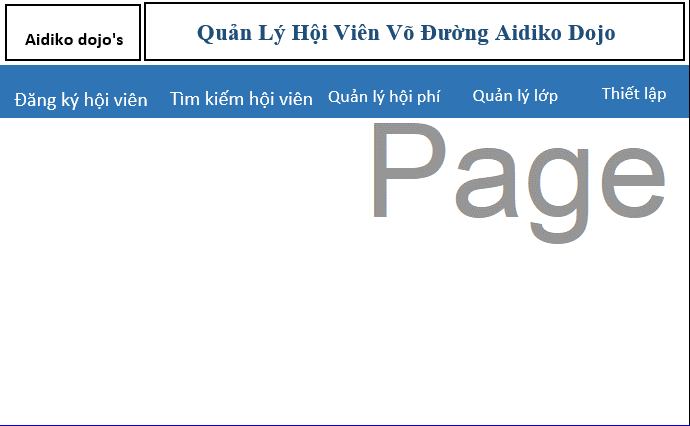 Aidiko dojo's
Quản Lý Hội Viên Võ Đường Aidiko Dojo
Đăng ký hội viên Tìm kiếm hội viên Quản lý hội phí Quản lý lớp Thiết lập
Page